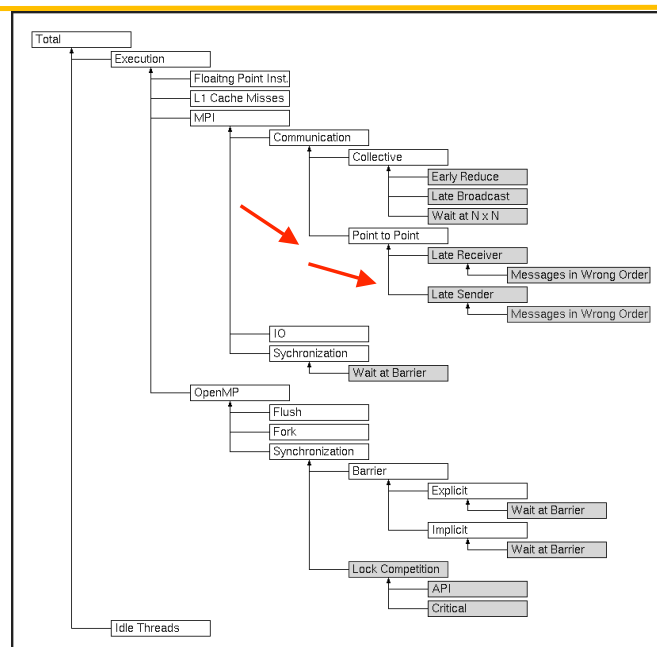 Total
Execution
Floaitng Point Inst.
L1 Cache Misses
MPI
Communication
Collective
Early Reduce
Late Broadcast
Wait at N x N
Point to Point
Late Receiver
Messages in Wrong Order
Late Sender
Messages in Wrong Order
IO
Sychronization
Wait at Barrier
OpenMP
Flush
Fork
Synchronization
Barrier
Explicit
Wait at Barrier
Implicit
Wait at Barrier
Lock Competition
API
Critical
Idle Threads